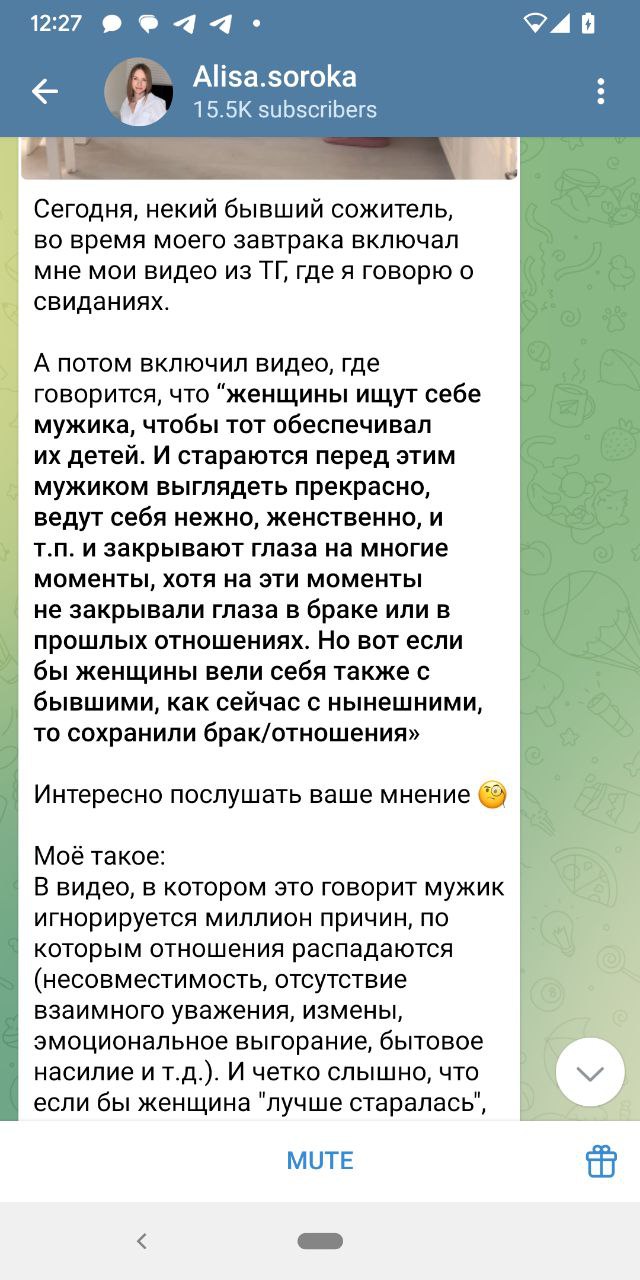 12:27
Alisa.soroka
15.5K subscribers
Сегодня, некий бывший сожитель,
во время моего завтрака включал
мне мои видео из ТГ, где я говорю о
свиданиях.
А потом включил видео, где
говорится, что “женщины ищут себе
мужика, чтобы тот обеспечивал
их детей. И стараются перед этим
мужиком выглядеть прекрасно,
ведут себя нежно, женственно, и
т.п. и закрывают глаза на многие
моменты, хотя на эти моменты
не закрывали глаза в браке или в
прошлых отношениях. Но вот если
бы женщины вели себя также с
бывшими, как сейчас с нынешними,
то сохранили брак/отношения»
Интересно послушать ваше мнение 🧐
Моё такое:
В видео, в котором это говорит мужик
игнорируется миллион причин, по
которым отношения распадаются
(несовместимость, отсутствие
взаимного уважения, измены,
эмоциональное выгорание, бытовое
насилие и т.д.). И четко слышно, что
если бы женщина "лучше старалась",
MUTE